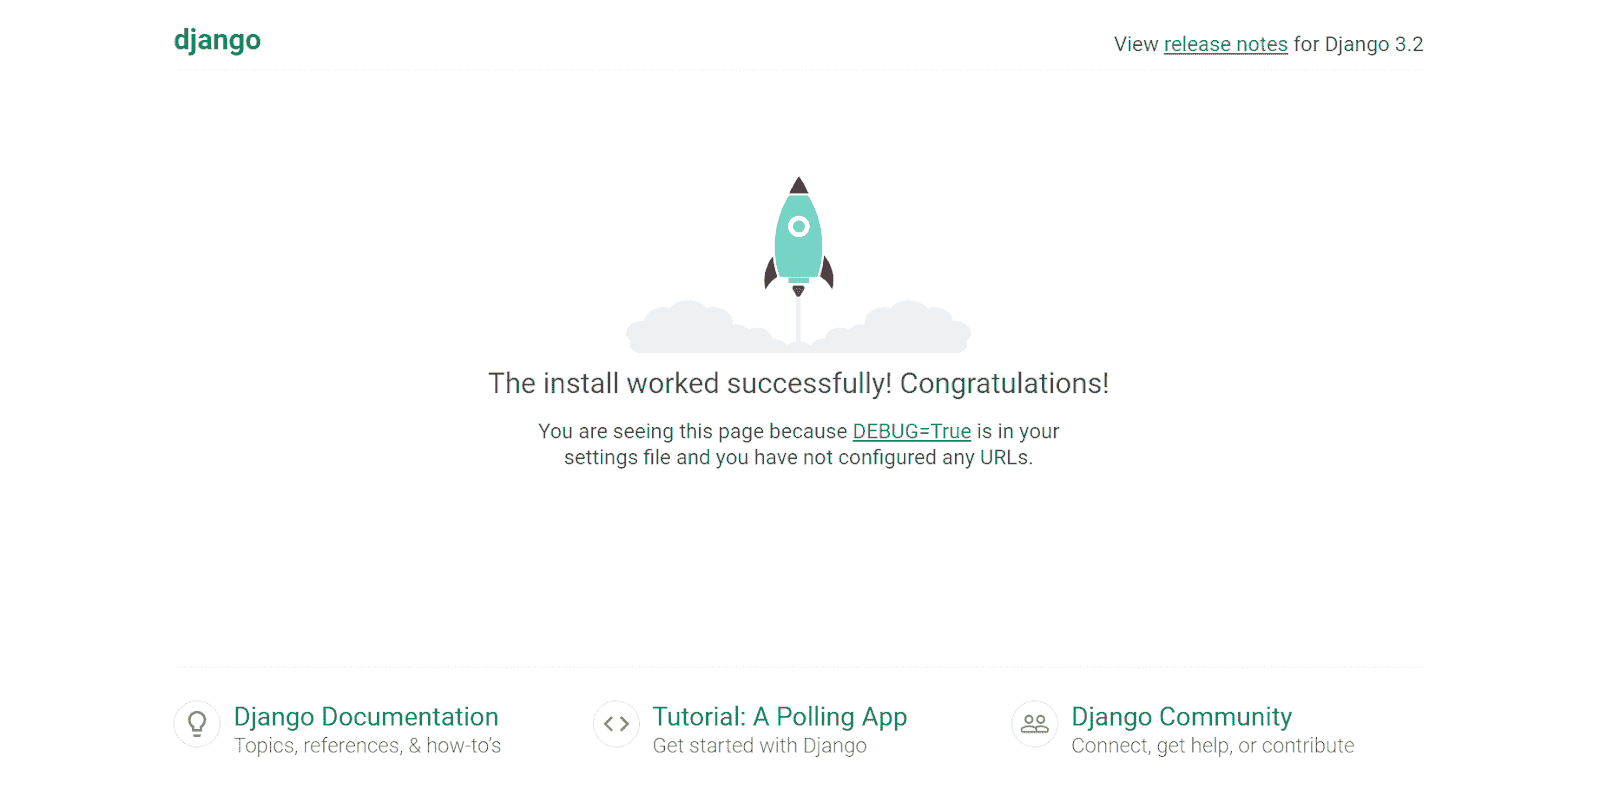 django
View release notes for Django 3.2
The install worked successfully! Congratulations!
You are seeing this page because DEBUG=True is in your
settings file and you have not configured any URLs.
Django Documentation
Topics, references, & how-to’s
Tutorial: A Polling App
Get started with Django
Django Community
Connect, get help, or contribute